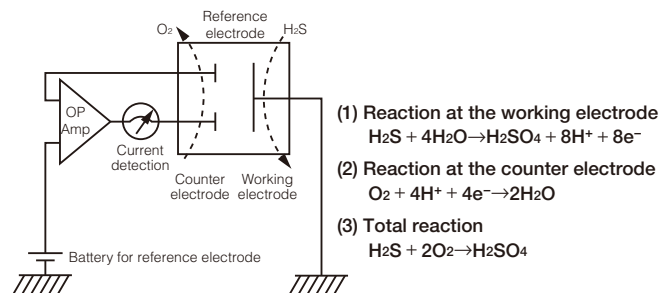 Reference
electrode
O₂
H₂S
OP
Amp
Current
detection
Counter
electrode
Working
electrode
Battery for reference electrode
(1) Reaction at the working electrode
H₂S + 4H₂O→H₂SO₄ + 8H⁺ + 8e⁻
(2) Reaction at the counter electrode
O₂ + 4H⁺ + 4e⁻→2H₂O
(3) Total reaction
H₂S + 2O₂→H₂SO₄